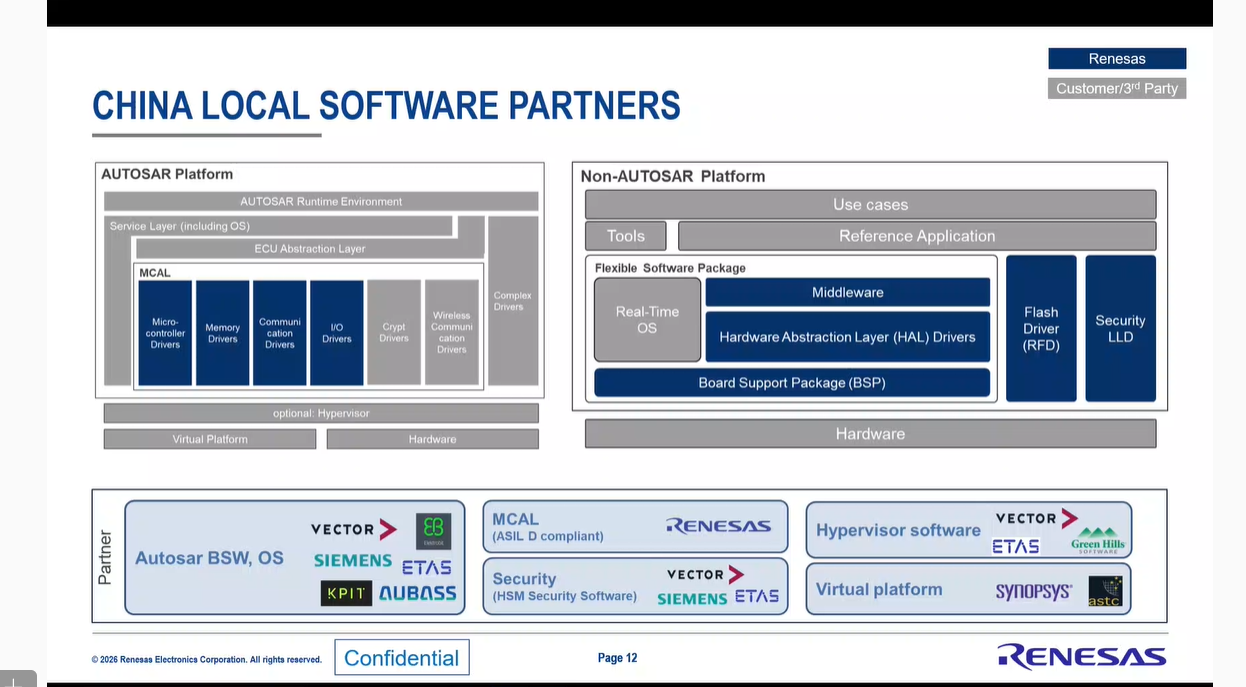 Renesas
Customer/3rd Party
CHINA LOCAL SOFTWARE PARTNERS
AUTOSAR Platform
AUTOSAR Runtime Environment
Service Layer (including OS)
ECU Abstraction Layer
MCAL
Micro-
controller
Drivers
Memory
Drivers
Communi
cation
Drivers
I/O
Drivers
Crypt
Drivers
Wireless
Communi
cation
Drivers
Complex
Drivers
optional: Hypervisor
Virtual Platform
Hardware
Non-AUTOSAR Platform
Use cases
Tools
Reference Application
Flexible Software Package
Real-Time
OS
Middleware
Hardware Abstraction Layer (HAL) Drivers
Board Support Package (BSP)
Flash
Driver
(RFD)
Security
LLD
Hardware
Partner
Autosar BSW, OS
VECTOR
EB
SIEMENS
ETAS
KPIT
AUBASS
MCAL
(ASIL D compliant)
RENESAS
Security
(HSM Security Software)
VECTOR
SIEMENS
ETAS
Hypervisor software
VECTOR
ETAS
Green Hills
SOFTWARE
Virtual platform
SYNOPSYS®
astc
© 2026 Renesas Electronics Corporation. All rights reserved.
Confidential
Page 12
RENESAS